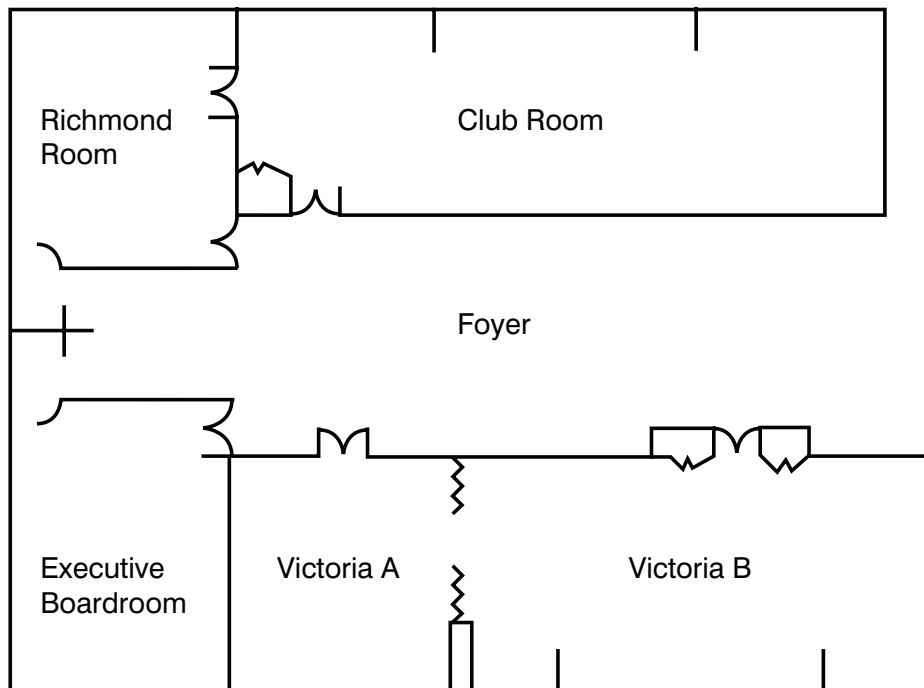 Richmond
Room
Club Room
Foyer
Executive
Boardroom
Victoria A
Victoria B